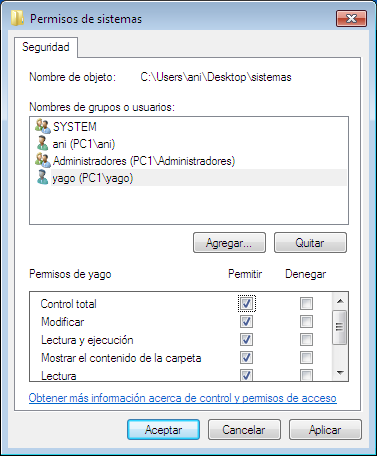 Permisos de sistemas
Seguridad
Nombre de objeto: C:\Users\ani\Desktop\sistemas
Nombres de grupos o usuarios:
SYSTEM
ani (PC1\ani)
Administradores (PC1\Administradores)
yago (PC1\yago)
Agregar... Quitar
Permisos de yago Permitir Denegar
Control total
Modificar
Lectura y ejecución
Mostrar el contenido de la carpeta
Lectura
Obtener más información acerca de control y permisos de acceso
Aceptar Cancelar Aplicar